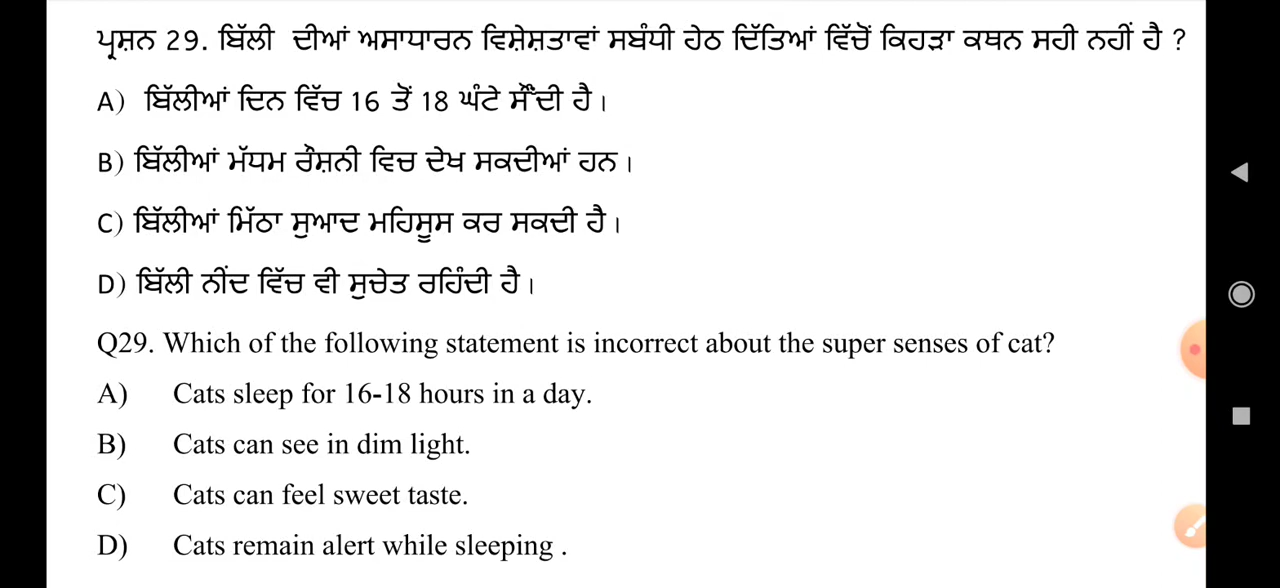 ਪ੍ਰਸ਼ਨ 29. ਬਿੱਲੀ ਦੀਆਂ ਅਸਾਧਾਰਨ ਵਿਸ਼ੇਸ਼ਤਾਵਾਂ ਸਬੰਧੀ ਹੇਠ ਦਿੱਤਿਆਂ ਵਿੱਚੋਂ ਕਿਹੜਾ ਕਥਨ ਸਹੀ ਨਹੀਂ ਹੈ ?
A) ਬਿੱਲੀਆਂ ਦਿਨ ਵਿੱਚ 16 ਤੋਂ 18 ਘੰਟੇ ਸੌਂਦੀ ਹੈ।
B) ਬਿੱਲੀਆਂ ਮੱਧਮ ਰੌਸ਼ਨੀ ਵਿਚ ਦੇਖ ਸਕਦੀਆਂ ਹਨ।
C) ਬਿੱਲੀਆਂ ਮਿੱਠਾ ਸੁਆਦ ਮਹਿਸੂਸ ਕਰ ਸਕਦੀ ਹੈ।
D) ਬਿੱਲੀ ਨੀਂਦ ਵਿੱਚ ਵੀ ਸੁਚੇਤ ਰਹਿੰਦੀ ਹੈ।
Q29. Which of the following statement is incorrect about the super senses of cat?
A) Cats sleep for 16-18 hours in a day.
B) Cats can see in dim light.
C) Cats can feel sweet taste.
D) Cats remain alert while sleeping .